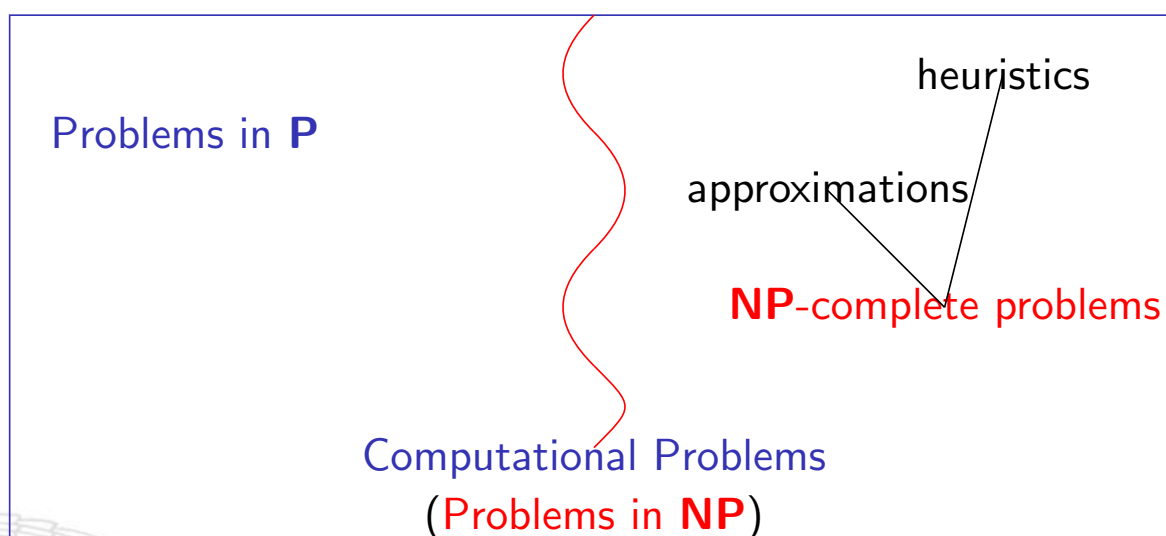 heuristics
Problems in P
approximations
NP-complete problems
Computational Problems
(Problems in NP)